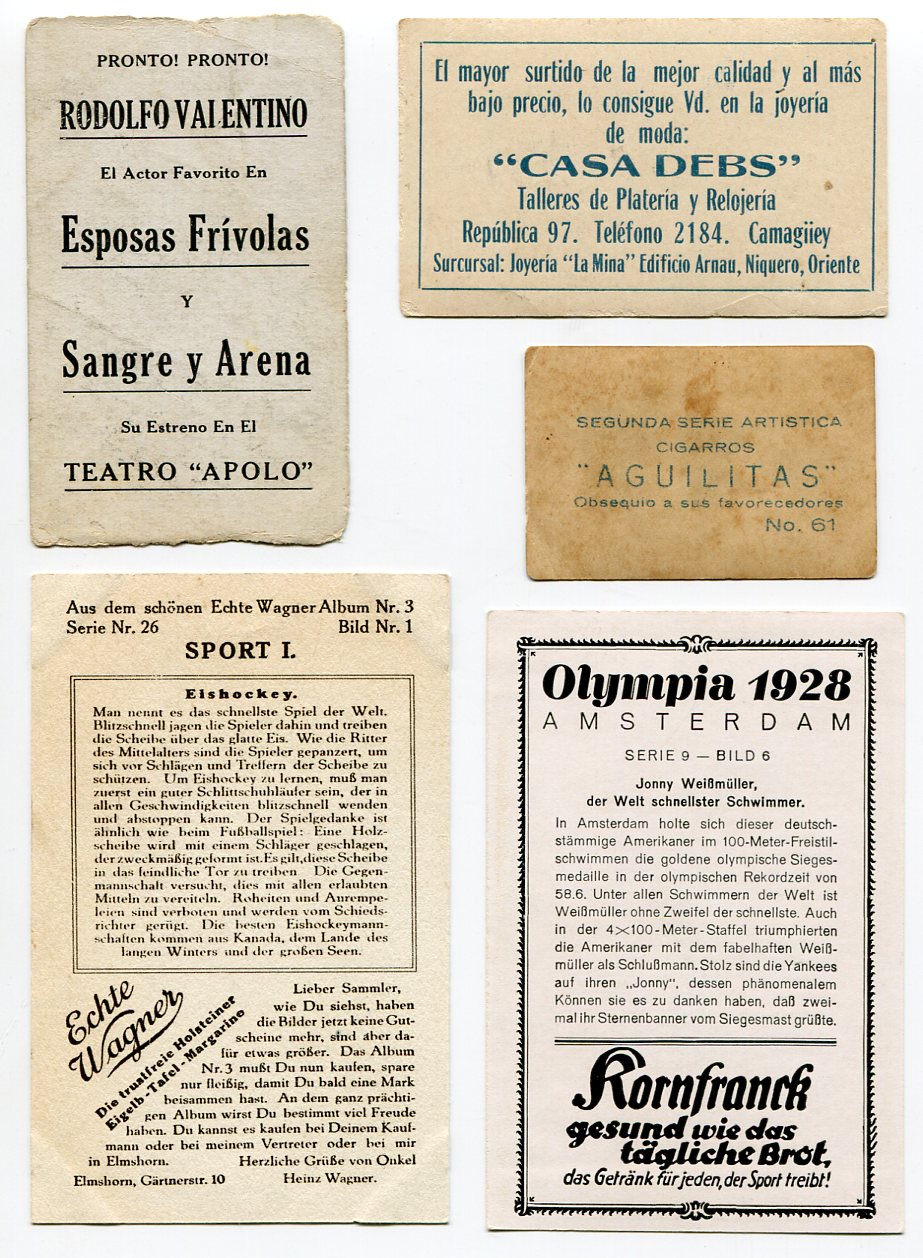 PRONTO! PRONTO!
RODOLFO VALENTINO
El Actor Favorito En
Esposas Frívolas
Y
Sangre y Arena
Su Estreno En El
TEATRO "APOLO"
El mayor surtido de la mejor calidad y al más
bajo precio, lo consigue Vd. en la joyería
de moda:
"CASA DEBS"
Talleres de Platería y Relojería
República 97. Teléfono 2184. Camagiiey
Surcursal: Joyería "La Mina" Edificio Arnau, Niquero, Oriente
SEGUNDA SERIE ARTISTICA
CIGARROS
"AGUILITAS"
Obsequio a sus favorecedores
No. 61
Aus dem schönen Echte Wagner Album Nr. 3
Serie Nr. 26 Bild Nr. 1
SPORT I.
Eishockey.
Man nennt es das schnellste Spiel der Welt.
Blitzschnell jagen die Spieler dahin und treiben
die Scheibe über das glatte Eis. Wie die Ritter
des Mittelalters sind die Spieler gepanzert, um
sich vor Schlägen und Treffern der Scheibe zu
schützen. Um Eishockey zu lernen, muß man
zuerst ein guter Schlittschuhläufer sein, der in
allen Geschwindigkeiten blitzschnell wenden
und abstoppen kann. Der Spielgedanke ist
ähnlich wie beim Fußballspiel: Eine Holz-
scheibe wird mit einem Schläger geschlagen,
der zweckmäßig geformt ist. Es gilt, diese Scheibe
in das feindliche Tor zu treiben Die Gegen-
mannschaft versucht, dies mit allen erlaubten
Mitteln zu vereiteln. Roheiten und Anrempe-
leien sind verboten und werden vom Schieds-
richter gerügt. Die besten Eishockeymann-
schaften kommen aus Kanada, dem Lande des
langen Winters und der großen Seen.
Echte
Wagner
Die trustfreie Holsteiner
Eigelb-Tafel-Margarine
Lieber Sammler,
wie Du siehst, haben
die Bilder jetzt keine Gut-
scheine mehr, sind aber da-
für etwas größer. Das Album
Nr. 3 mußt Du nun kaufen, spare
nur fleißig, damit Du bald eine Mark
beisammen hast. An dem ganz prächti-
gen Album wirst Du bestimmt viel Freude
haben. Du kannst es kaufen bei Deinem Kauf-
mann oder bei meinem Vertreter oder bei mir
in Elmshorn. Herzliche Grüße von Onkel
Elmshorn, Gärtnerstr. 10 Heinz Wagner.
Olympia 1928
AMSTERDAM
SERIE 9 — BILD 6
Jonny Weißmüller,
der Welt schnellster Schwimmer.
In Amsterdam holte sich dieser deutsch-
stämmige Amerikaner im 100-Meter-Freistil-
schwimmen die goldene olympische Sieges-
medaille in der olympischen Rekordzeit von
58.6. Unter allen Schwimmern der Welt ist
Weißmüller ohne Zweifel der schnellste. Auch
in der 4×100-Meter-Staffel triumphierten
die Amerikaner mit dem fabelhaften Weiß-
müller als Schlußmann. Stolz sind die Yankees
auf ihren „Jonny“, dessen phänomenalem
Können sie es zu danken haben, daß zwei-
mal ihr Sternenbanner vom Siegesmast grüßte.
Kornfranck
gesund wie das
tägliche Brot,
das Getränk für jeden, der Sport treibt!